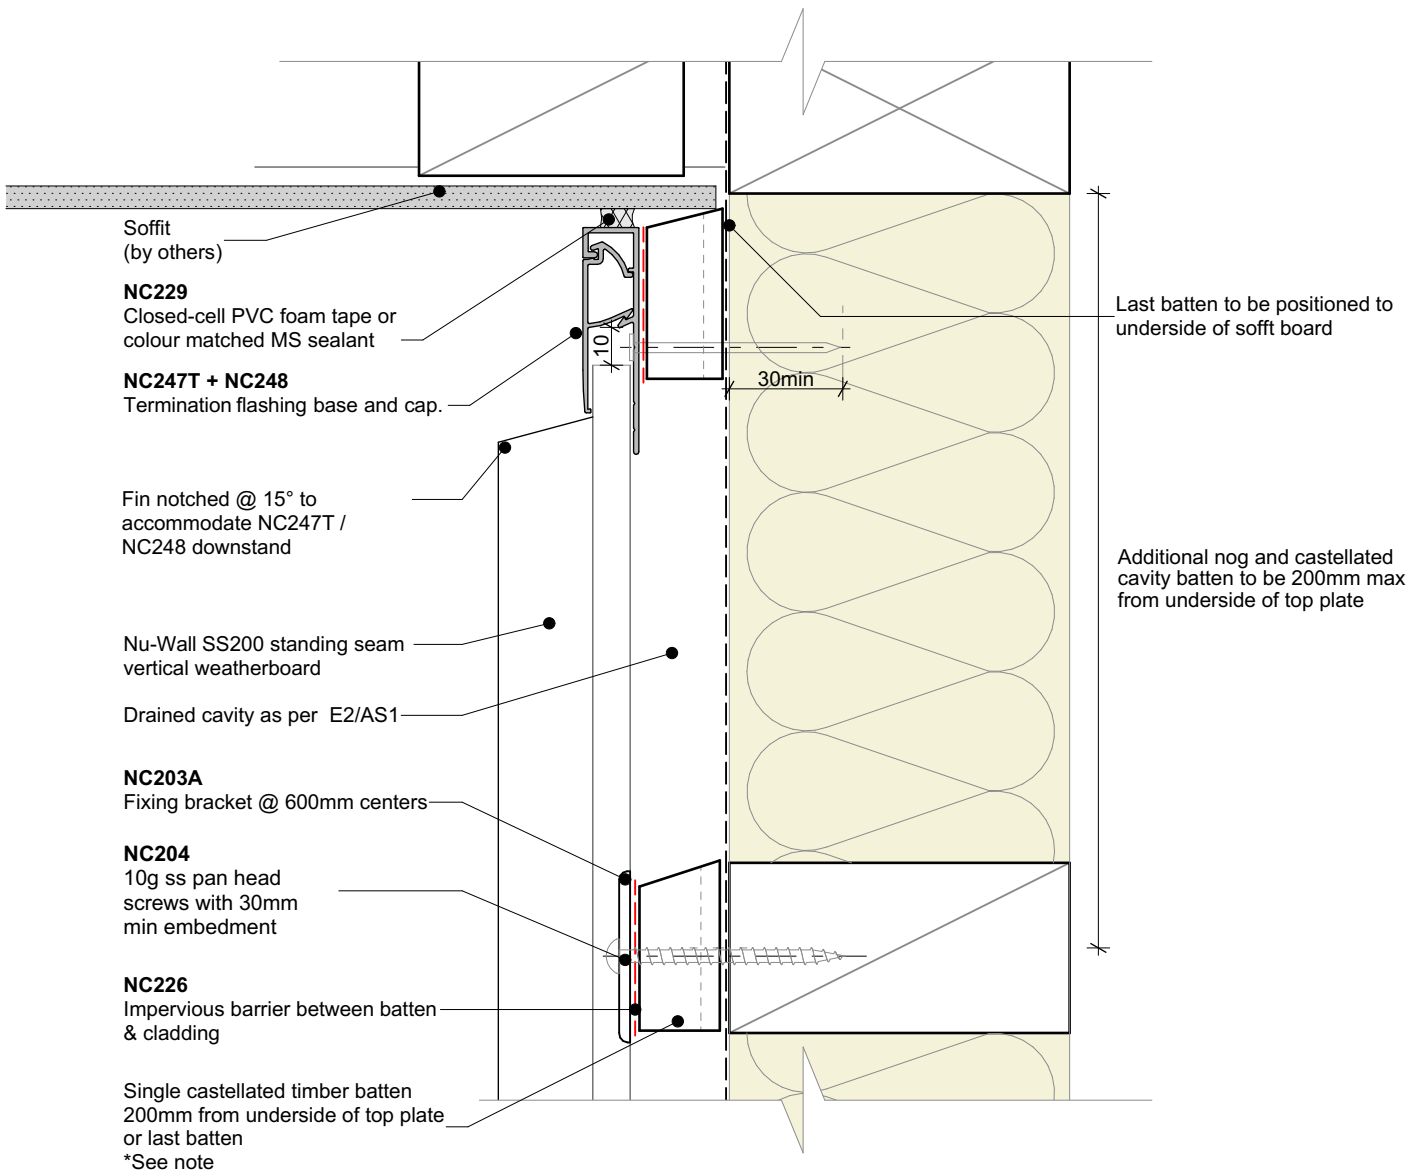 Soffit
(by others)
NC229
Closed-cell PVC foam tape or
colour matched MS sealant
NC247T + NC248
Termination flashing base and cap.
Fin notched @ 15° to
accommodate NC247T /
NC248 downstand
Nu-Wall SS200 standing seam
vertical weatherboard
Drained cavity as per E2/AS1
NC203A
Fixing bracket @ 600mm centers
NC204
10g ss pan head
screws with 30mm
min embedment
NC226
Impervious barrier between batten
& cladding
Single castellated timber batten
200mm from underside of top plate
or last batten
*See note
10
30min
Last batten to be positioned to
underside of sofft board
Additional nog and castellated
cavity batten to be 200mm max
from underside of top plate